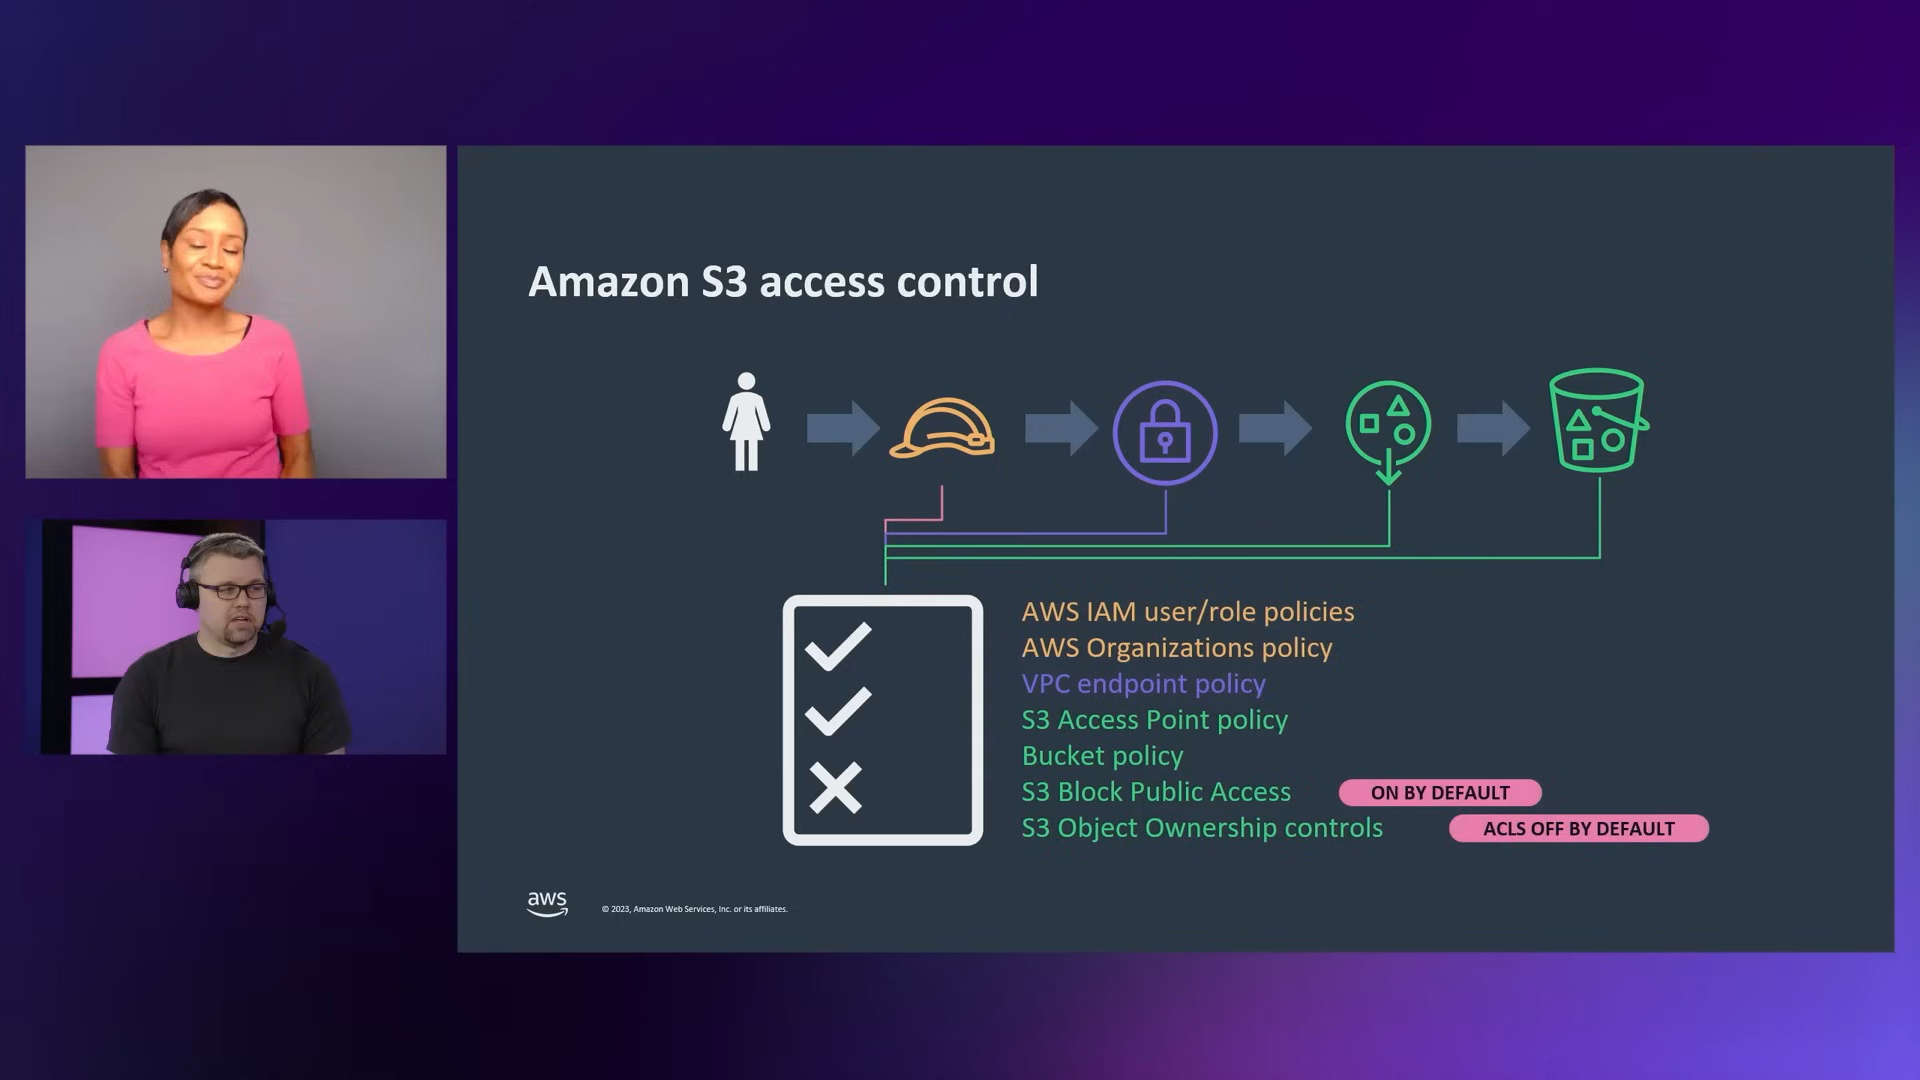 Amazon S3 access control
AWS IAM user/role policies
AWS Organizations policy
VPC endpoint policy
S3 Access Point policy
Bucket policy
S3 Block Public Access ON BY DEFAULT
S3 Object Ownership controls ACLS OFF BY DEFAULT
aws © 2023, Amazon Web Services, Inc. or its affiliates.